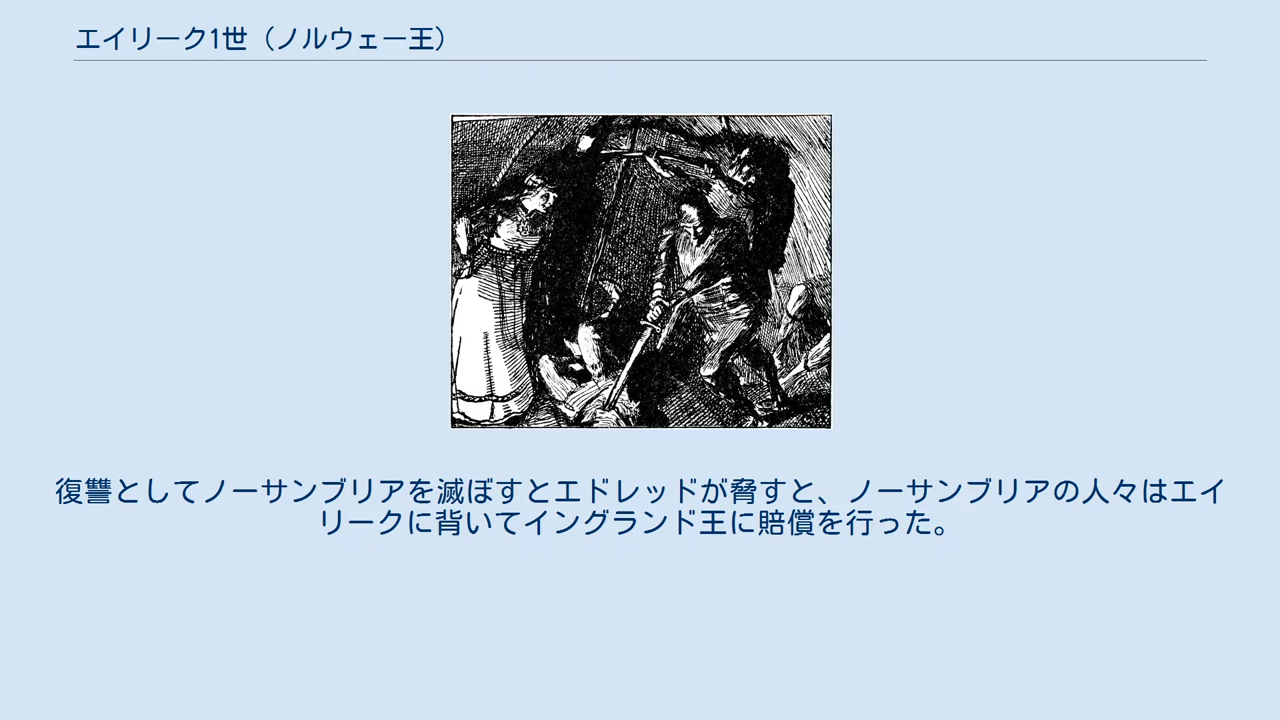 エイリーク1世（ノルウェー王）
復讐としてノーサンブリアを滅ぼすとエドレッドが脅すと、ノーサンブリアの人々はエイ
リークに背いてイングランド王に賠償を行った。